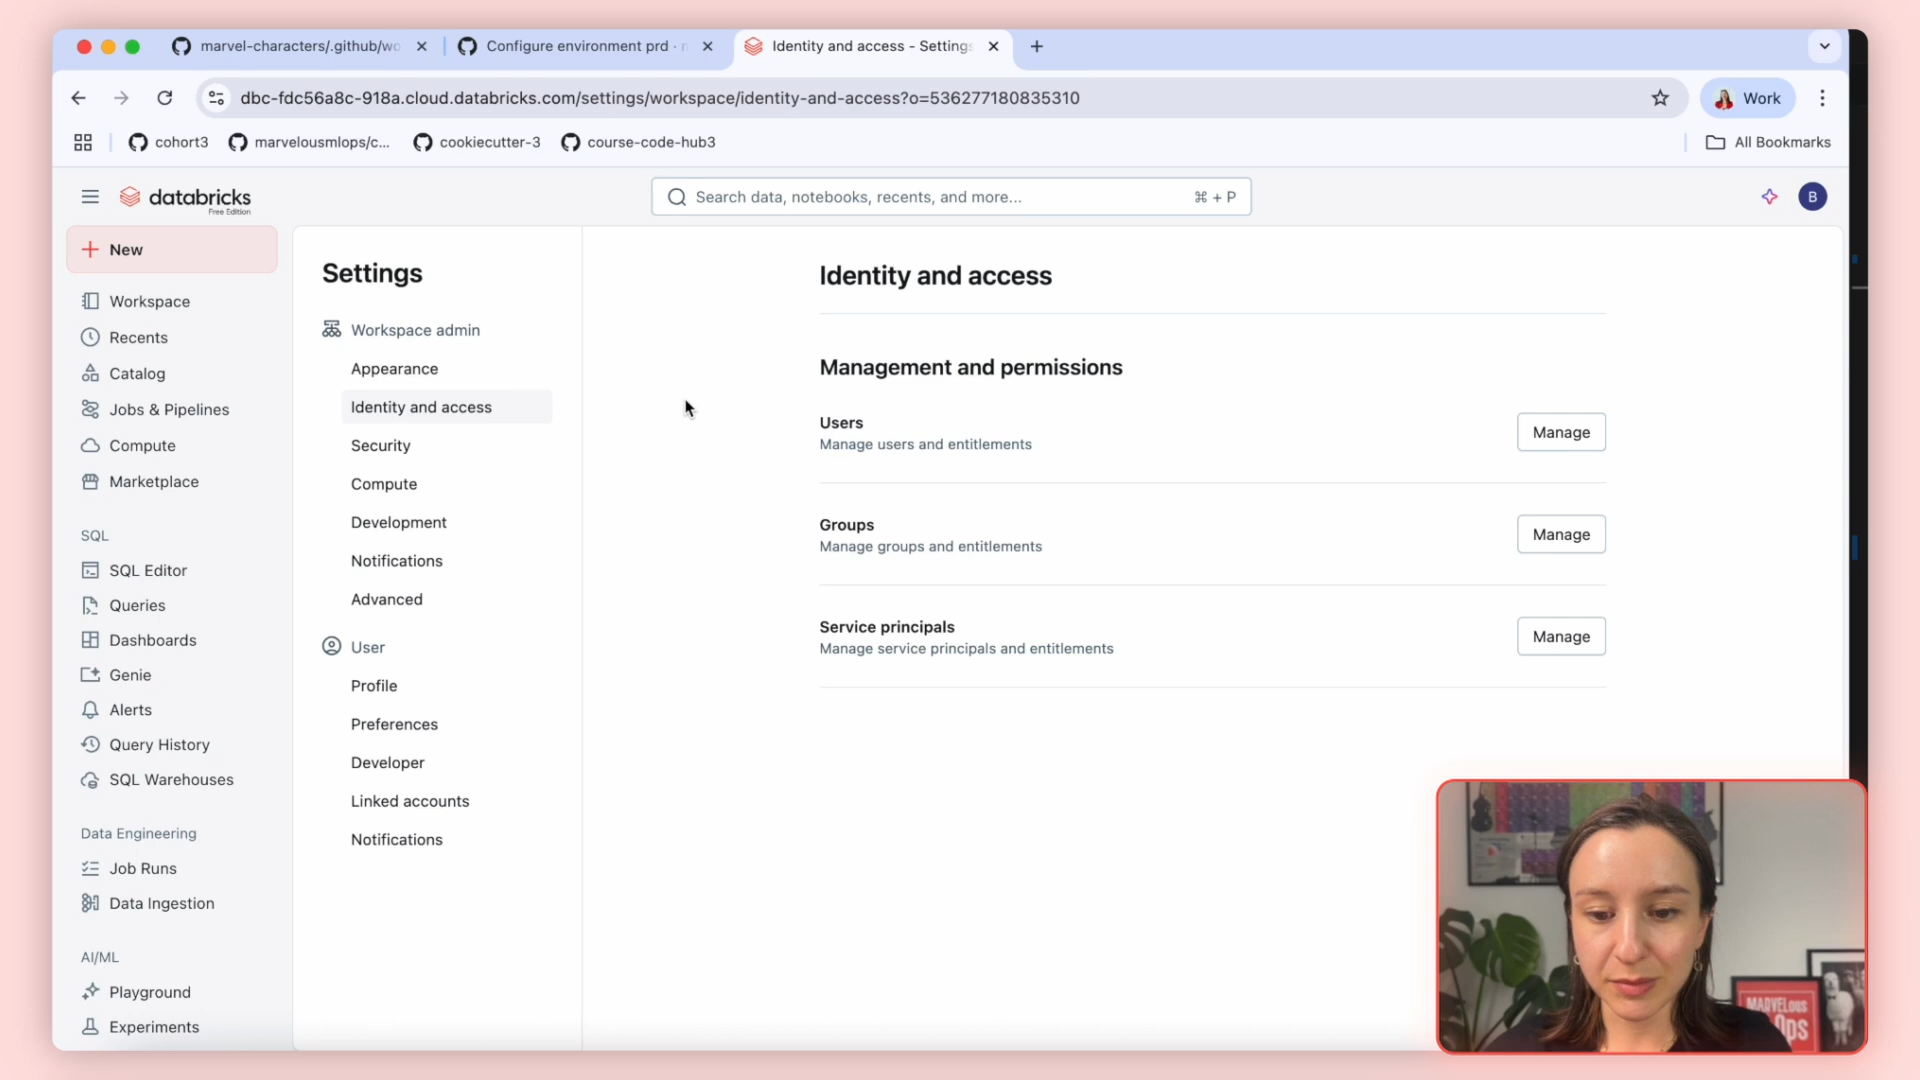 marvel-characters/.github/wo
Configure environment prd · 
Identity and access - Settings
dbc-fdc56a8c-918a.cloud.databricks.com/settings/workspace/identity-and-access?o=536277180835310
Work
cohort3
marvelousmlops/c...
cookiecutter-3
course-code-hub3
All Bookmarks
databricks
Free Edition
Search data, notebooks, recents, and more...
⌘ + P
B
New
Workspace
Recents
Catalog
Jobs & Pipelines
Compute
Marketplace
SQL
SQL Editor
Queries
Dashboards
Genie
Alerts
Query History
SQL Warehouses
Data Engineering
Job Runs
Data Ingestion
AI/ML
Playground
Experiments
Settings
Workspace admin
Appearance
Identity and access
Security
Compute
Development
Notifications
Advanced
User
Profile
Preferences
Developer
Linked accounts
Notifications
Identity and access
Management and permissions
Users
Manage users and entitlements
Manage
Groups
Manage groups and entitlements
Manage
Service principals
Manage service principals and entitlements
Manage
MARVELOUS